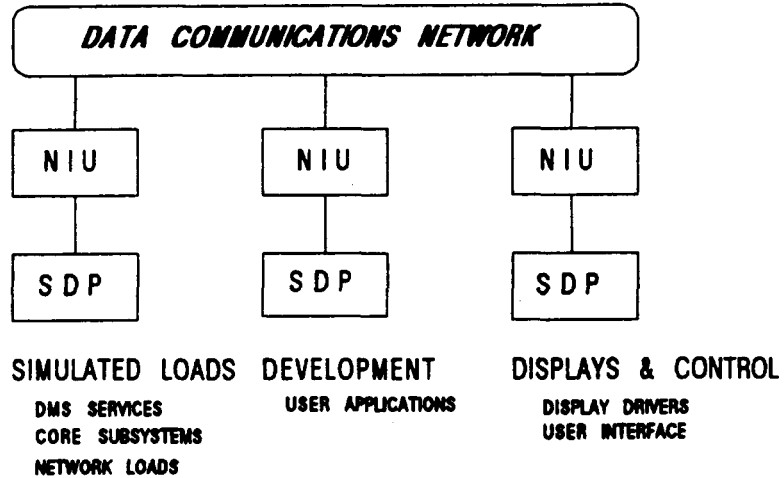 DATA COMMUNICATIONS NETWORK
NIU NIU NIU
SDP SDP SDP
SIMULATED LOADS DEVELOPMENT DISPLAYS & CONTROL
DMS SERVICES USER APPLICATIONS DISPLAY DRIVERS
CORE SUBSYSTEMS USER INTERFACE
NETWORK LOADS